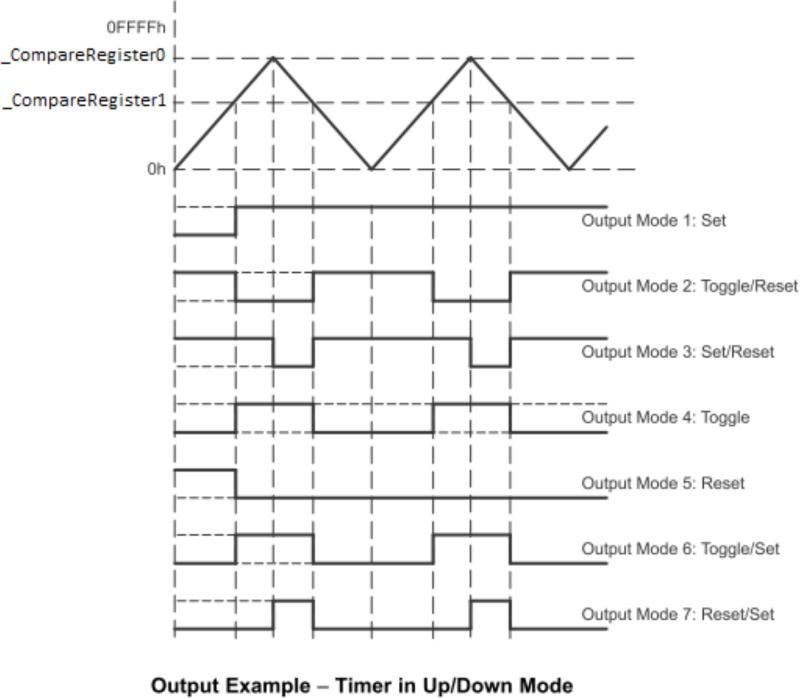 0FFFFh
_CompareRegister0
_CompareRegister1
0h
Output Mode 1: Set
Output Mode 2: Toggle/Reset
Output Mode 3: Set/Reset
Output Mode 4: Toggle
Output Mode 5: Reset
Output Mode 6: Toggle/Set
Output Mode 7: Reset/Set
Output Example – Timer in Up/Down Mode